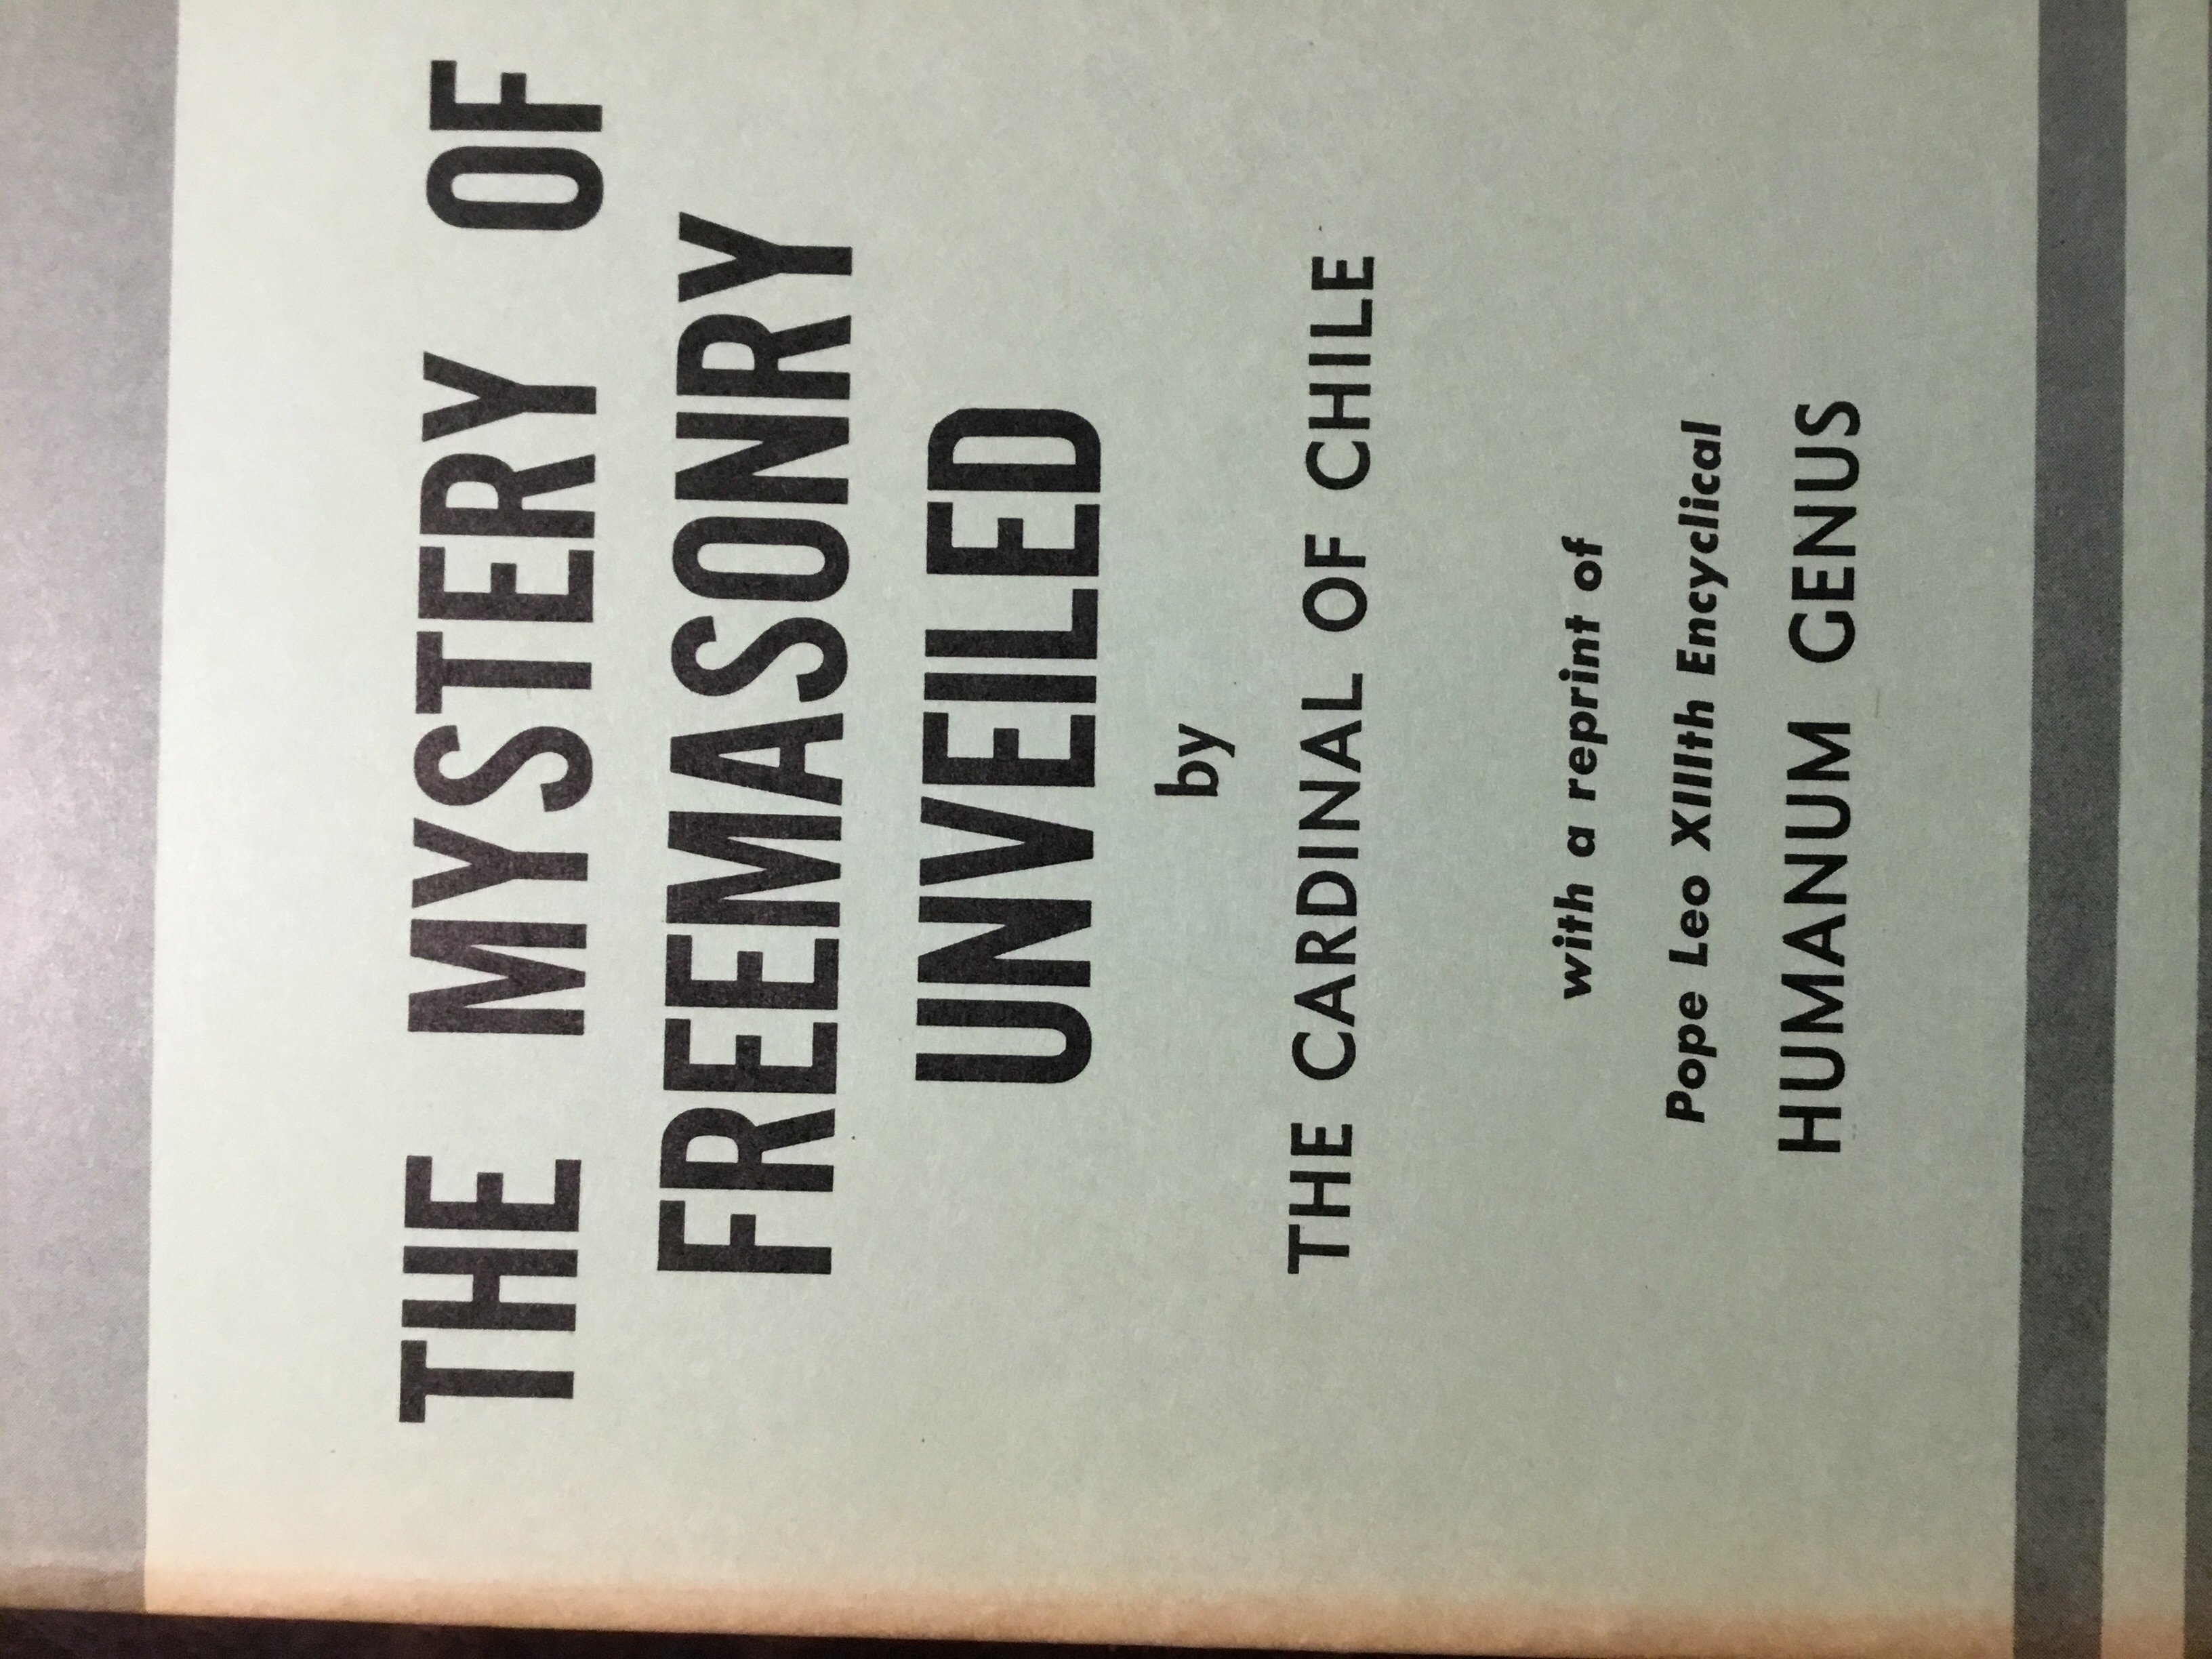 THE MYSTERY OF
FREEMASONRY
UNVEILED
by
THE CARDINAL OF CHILE
with a reprint of
Pope Leo XIIIth Encyclical
HUMANUM GENUS